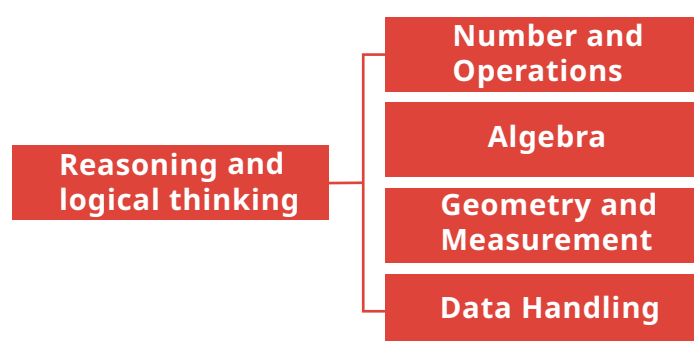 Reasoning and
logical thinking
Number and
Operations
Algebra
Geometry and
Measurement
Data Handling